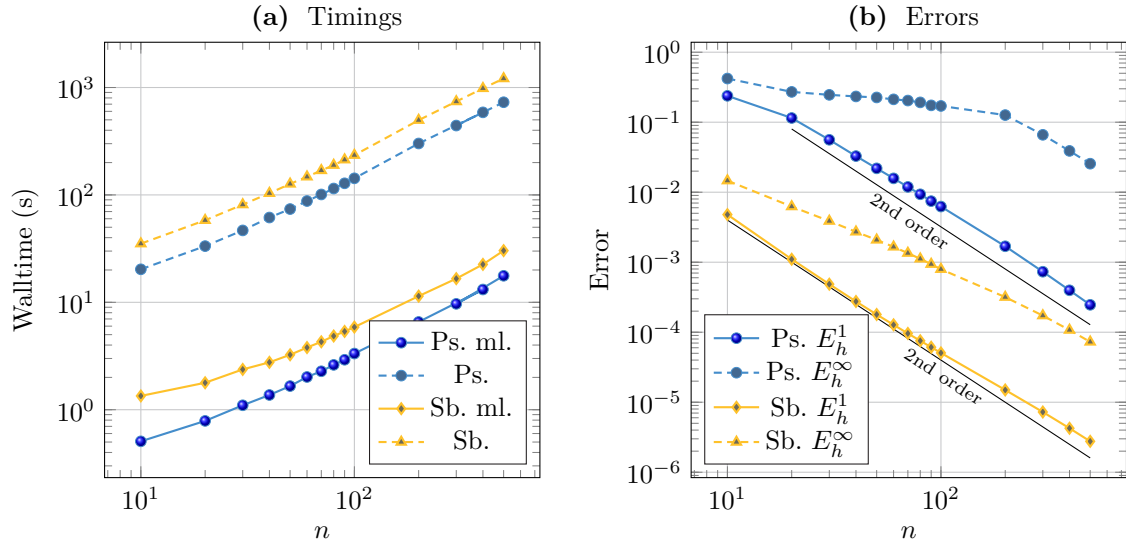 (a) Timings
10^3
10^2
10^1
10^0
Walltime (s)
10^1
10^2
n
Ps. ml.
Ps.
Sb. ml.
Sb.
(b) Errors
10^0
10^−1
10^−2
10^−3
10^−4
10^−5
10^−6
Error
2nd order
2nd order
10^1
10^2
n
Ps. E_h^1
Ps. E_h^∞
Sb. E_h^1
Sb. E_h^∞